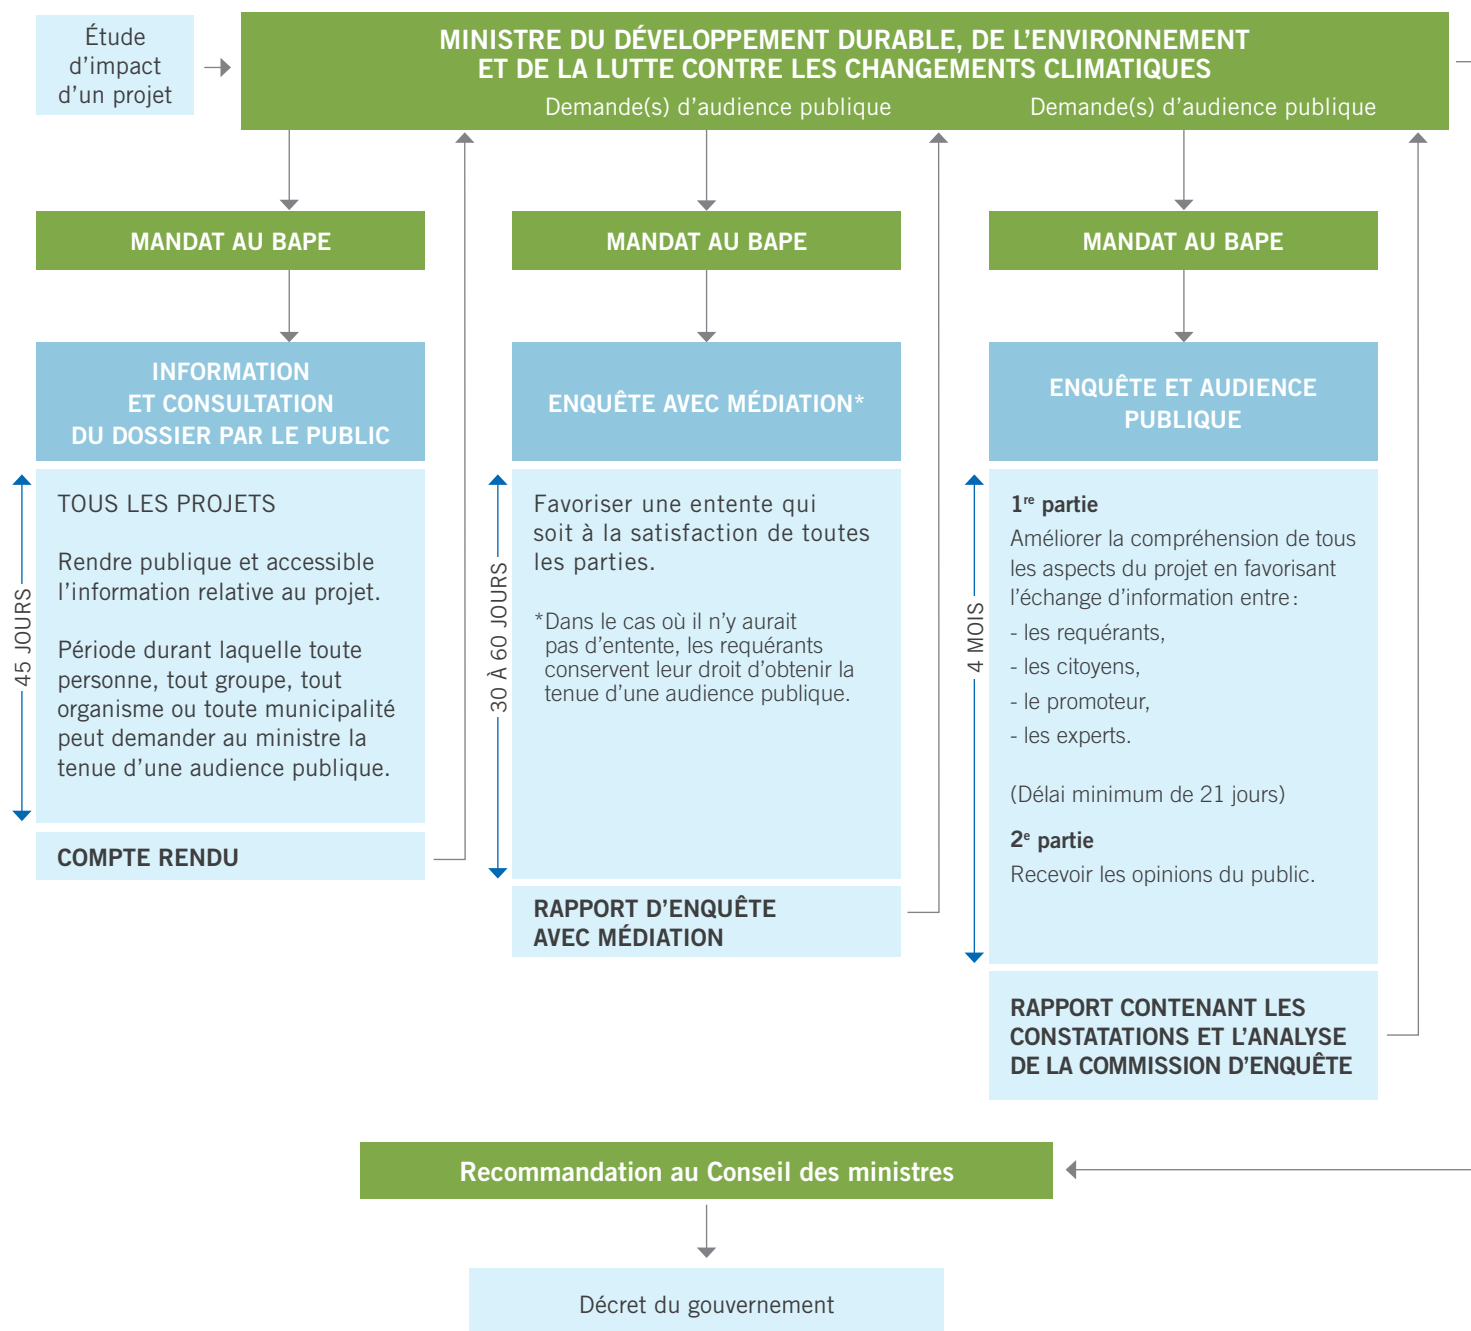 Étude
d'impact
d'un projet
MINISTRE DU DÉVELOPPEMENT DURABLE, DE L'ENVIRONNEMENT
ET DE LA LUTTE CONTRE LES CHANGEMENTS CLIMATIQUES
Demande(s) d'audience publique
Demande(s) d'audience publique
MANDAT AU BAPE
INFORMATION
ET CONSULTATION
DU DOSSIER PAR LE PUBLIC
45 JOURS
TOUS LES PROJETS
Rendre publique et accessible
l'information relative au projet.
Période durant laquelle toute
personne, tout groupe, tout
organisme ou toute municipalité
peut demander au ministre la
tenue d'une audience publique.
COMPTE RENDU
MANDAT AU BAPE
ENQUÊTE AVEC MÉDIATION*
30 À 60 JOURS
Favoriser une entente qui
soit à la satisfaction de toutes
les parties.
*Dans le cas où il n'y aurait
pas d'entente, les requérants
conservent leur droit d'obtenir la
tenue d'une audience publique.
RAPPORT D'ENQUÊTE
AVEC MÉDIATION
MANDAT AU BAPE
ENQUÊTE ET AUDIENCE
PUBLIQUE
4 MOIS
1re partie
Améliorer la compréhension de tous
les aspects du projet en favorisant
l'échange d'information entre :
- les requérants,
- les citoyens,
- le promoteur,
- les experts.
(Délai minimum de 21 jours)
2e partie
Recevoir les opinions du public.
RAPPORT CONTENANT LES
CONSTATATIONS ET L'ANALYSE
DE LA COMMISSION D'ENQUÊTE
Recommandation au Conseil des ministres
Décret du gouvernement